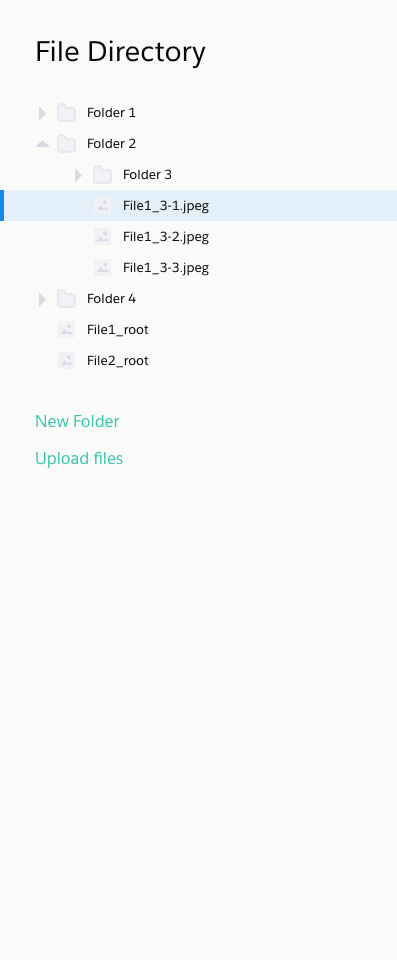 File Directory
Folder 1
Folder 2
Folder 3
File1_3-1.jpeg
File1_3-2.jpeg
File1_3-3.jpeg
Folder 4
File1_root
File2_root
New Folder
Upload files